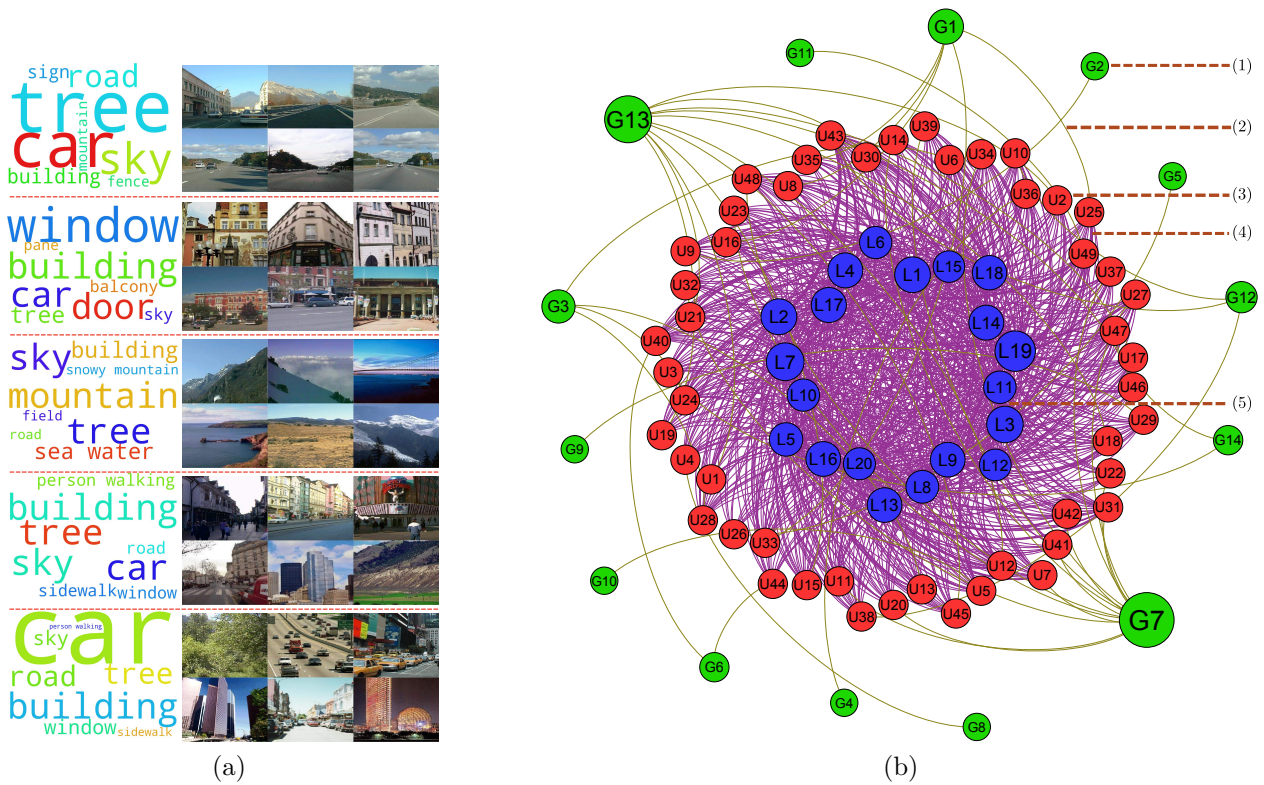 sign road
tree
mountain
car
sky
building
fence
window
pane
building
balcony
car
door
tree
sky
sky building
snowy mountain
mountain
field
tree
road
sea water
person walking
building
tree
road
sky
car
sidewalk window
car
person walking
sky
road tree
building
window sidewalk
(a)
G1
G11
G2
(1)
G13
(2)
U39
U43
U14
U35
U30
U6
U34
U10
G5
U48
U8
U36
U2
(3)
U23
U25
U9
U16
L6
(4)
U49
L4
L1
L15
L18
U37
U32
U27
G12
G3
L17
U21
L2
L14
U47
U40
L19
U17
U3
L7
L11
U46
U24
L10
(5)
U29
L3
U19
L5
U18
G14
G9
U4
L16
L20
L9
L12
U22
U1
L8
L13
U31
U28
U42
U26
U33
U41
G10
U44
U15
U11
U12
U7
U13
U5
U38
U20
U45
G7
G6
G4
G8
(b)